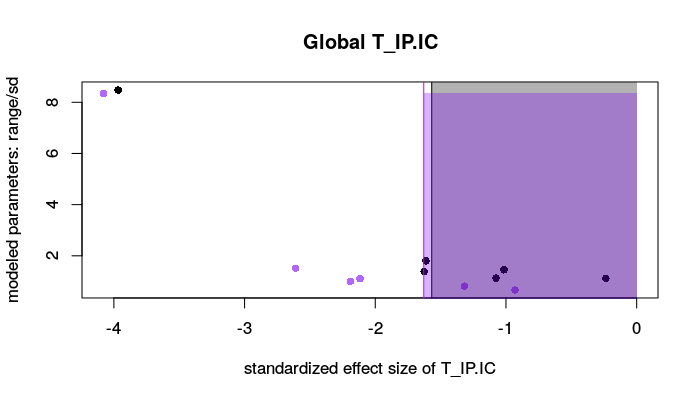 Global T_IP.IC
modeled parameters: range/sd
8
6
4
2
-4 -3 -2 -1 0
standardized effect size of T_IP.IC